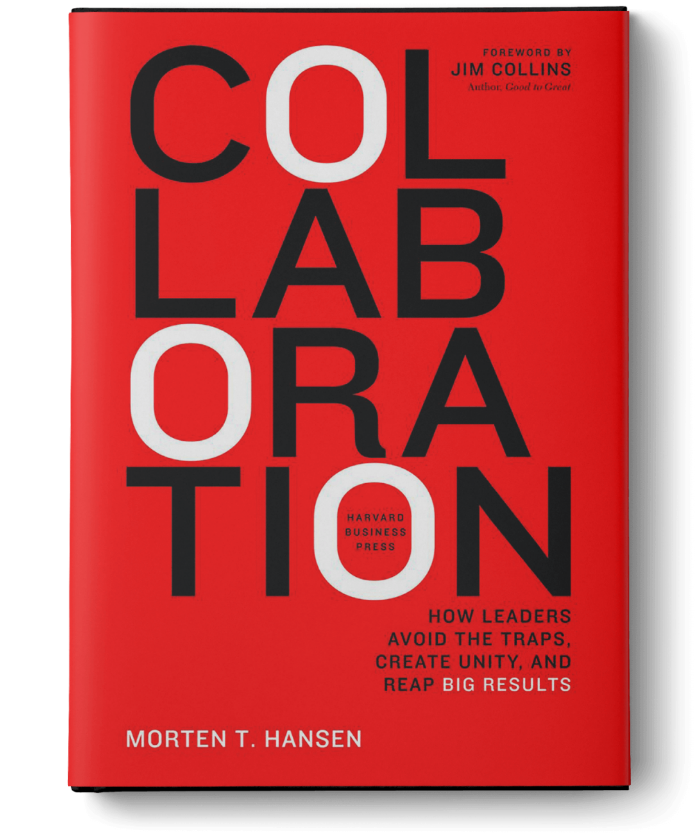 FOREWORD BY
JIM COLLINS
Author, Good to Great
COL
LAB
ORA
TION
HARVARD
BUSINESS
PRESS
HOW LEADERS
AVOID THE TRAPS,
CREATE UNITY, AND
REAP BIG RESULTS
MORTEN T. HANSEN